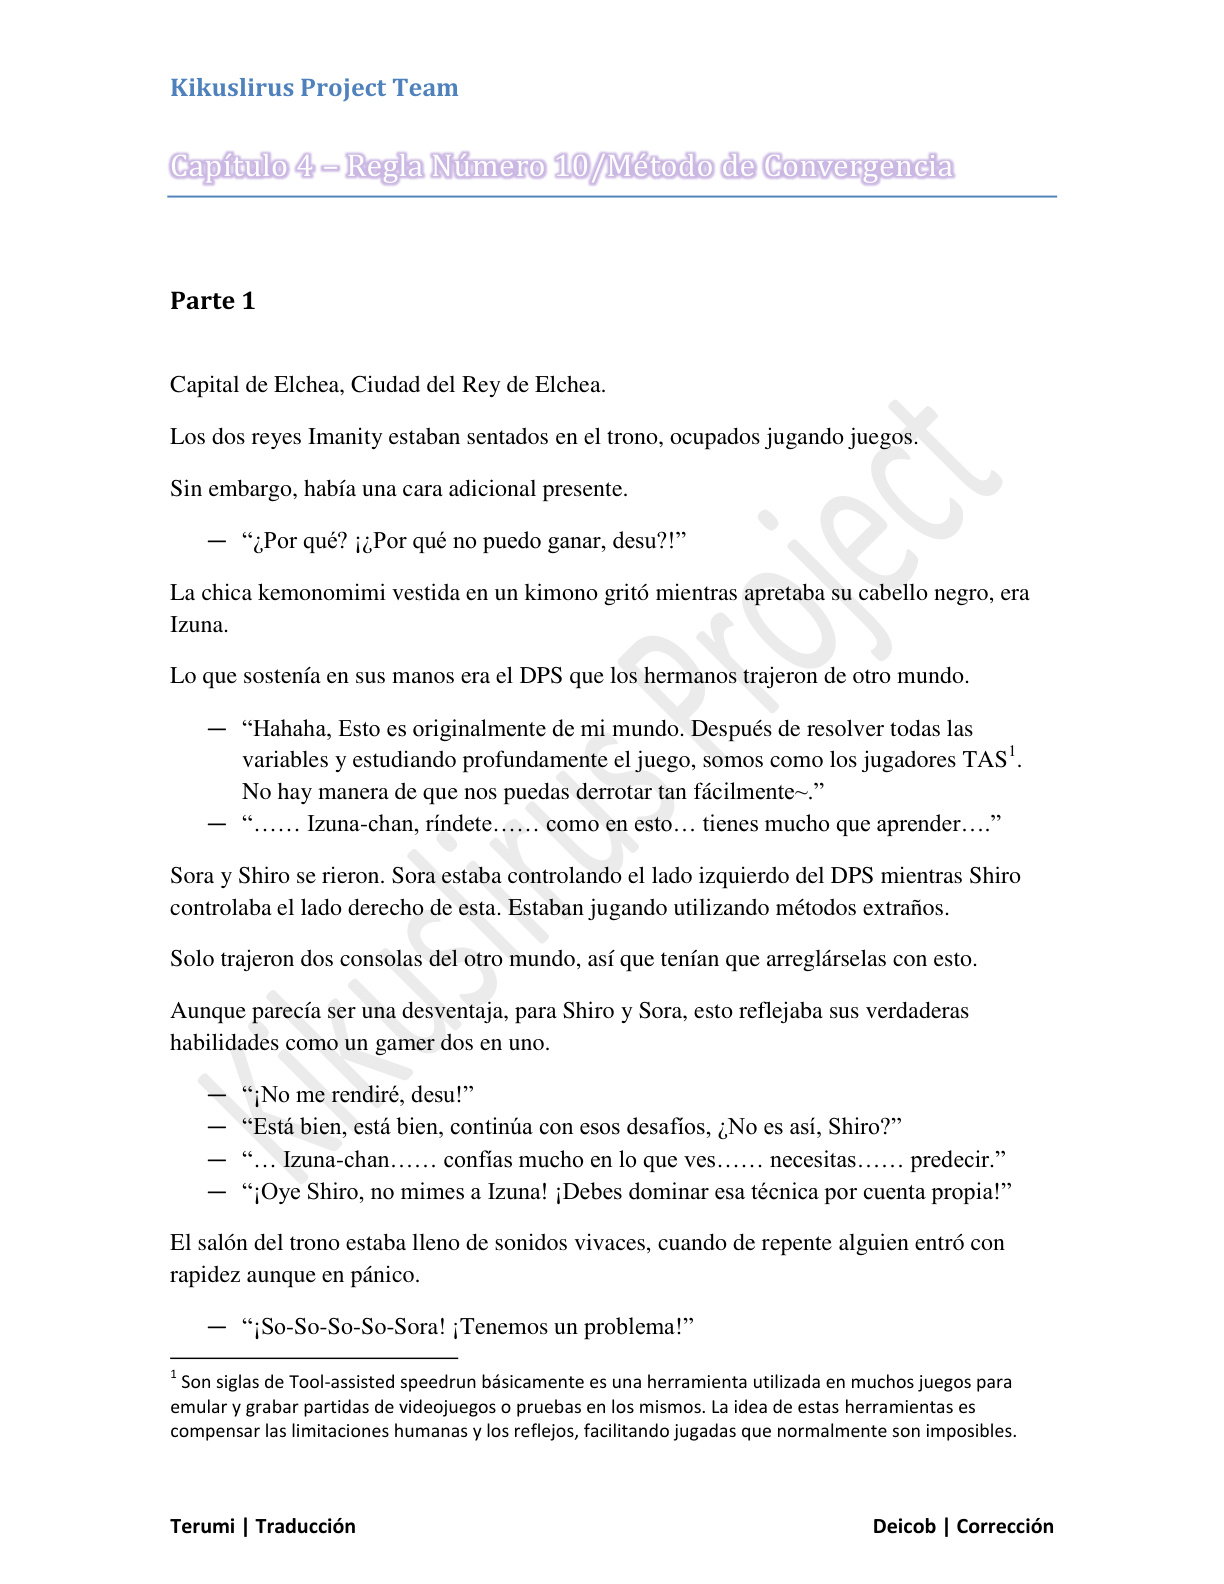 Kikuslirus Project Team
Capítulo 4 – Regla Número 10/Método de Convergencia
Parte 1
Capital de Elchea, Ciudad del Rey de Elchea.
Los dos reyes Imanity estaban sentados en el trono, ocupados jugando juegos.
Sin embargo, había una cara adicional presente.
— “¿Por qué? ¡¿Por qué no puedo ganar, desu?!”
La chica kemonomimi vestida en un kimono gritó mientras apretaba su cabello negro, era
Izuna.
Lo que sostenía en sus manos era el DPS que los hermanos trajeron de otro mundo.
— “Hahaha, Esto es originalmente de mi mundo. Después de resolver todas las
variables y estudiando profundamente el juego, somos como los jugadores TAS1.
No hay manera de que nos puedas derrotar tan fácilmente~.”
— “…… Izuna-chan, ríndete…… como en esto… tienes mucho que aprender….”
Sora y Shiro se rieron. Sora estaba controlando el lado izquierdo del DPS mientras Shiro
controlaba el lado derecho de esta. Estaban jugando utilizando métodos extraños.
Solo trajeron dos consolas del otro mundo, así que tenían que arreglárselas con esto.
Aunque parecía ser una desventaja, para Shiro y Sora, esto reflejaba sus verdaderas
habilidades como un gamer dos en uno.
— “¡No me rendiré, desu!”
— “Está bien, está bien, continúa con esos desafíos, ¿No es así, Shiro?”
— “… Izuna-chan…… confías mucho en lo que ves…… necesitas…… predecir.”
— “¡Oye Shiro, no mimes a Izuna! ¡Debes dominar esa técnica por cuenta propia!”
El salón del trono estaba lleno de sonidos vivaces, cuando de repente alguien entró con
rapidez aunque en pánico.
— “¡So-So-So-So-Sora! ¡Tenemos un problema!”
1 Son siglas de Tool-assisted speedrun básicamente es una herramienta utilizada en muchos juegos para
emular y grabar partidas de videojuegos o pruebas en los mismos. La idea de estas herramientas es
compensar las limitaciones humanas y los reflejos, facilitando jugadas que normalmente son imposibles.
Terumi | Traducción
Deicob | Corrección
Kikuslirus Project